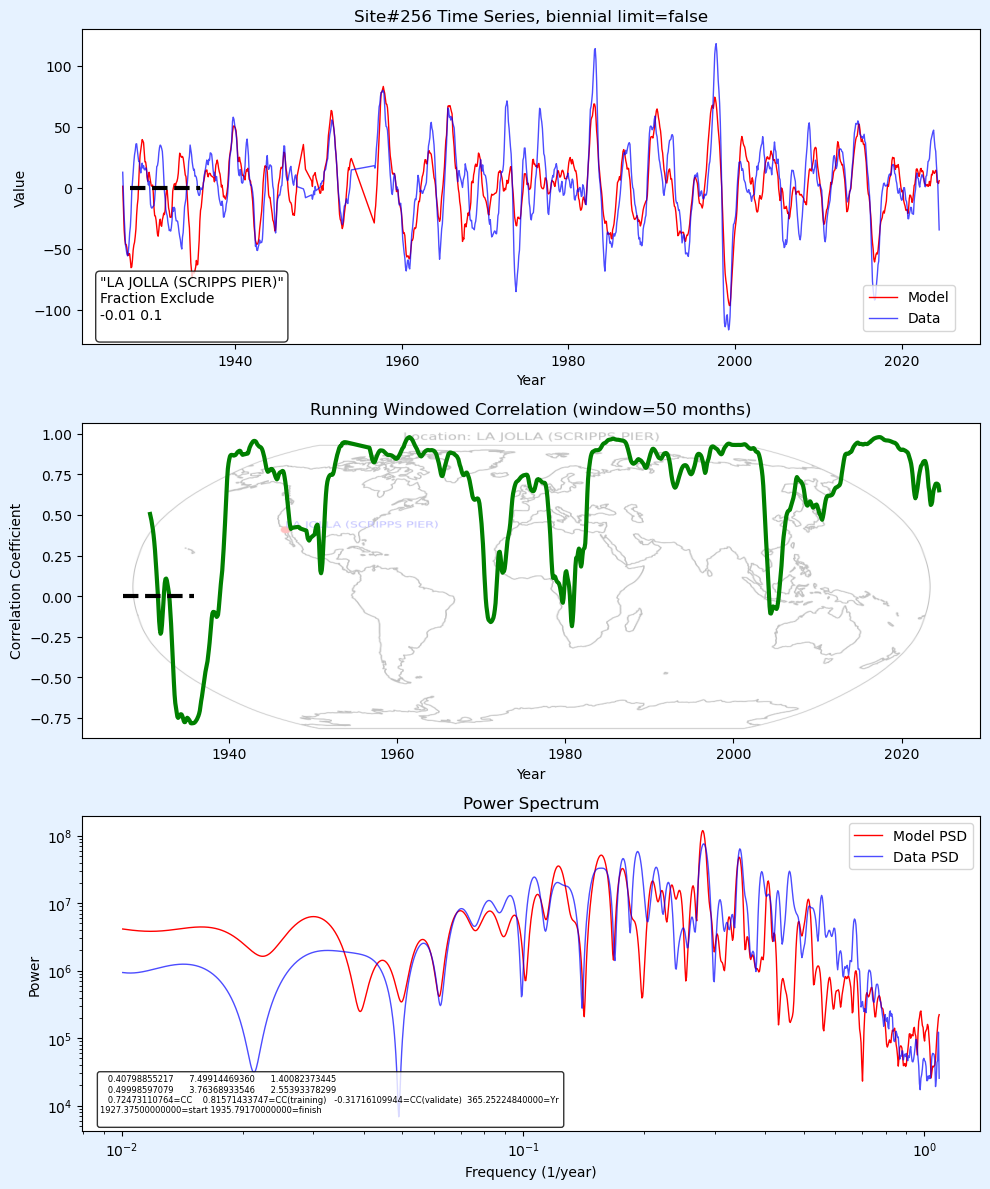 Site#256 Time Series, biennial limit=false
Value
100
50
0
−50
−100
"LA JOLLA (SCRIPPS PIER)"
Fraction Exclude
-0.01 0.1
Model
Data
1940 1960 1980 2000 2020
Year
Running Windowed Correlation (window=50 months)
Location: LA JOLLA (SCRIPPS PIER)
LA JOLLA (SCRIPPS PIER)
Correlation Coefficient
1.00
0.75
0.50
0.25
0.00
−0.25
−0.50
−0.75
1940 1960 1980 2000 2020
Year
Power Spectrum
Model PSD
Data PSD
Power
10⁸
10⁷
10⁶
10⁵
10⁴
0.40798855217 7.49914469360 1.40082373445
0.49998597079 3.76368933546 2.55393378299
0.72473110764=CC 0.81571433747=CC(training) -0.31716109944=CC(validate) 365.25224840000=Yr
1927.37500000000=start 1935.79170000000=finish
10⁻² 10⁻¹ 10⁰
Frequency (1/year)